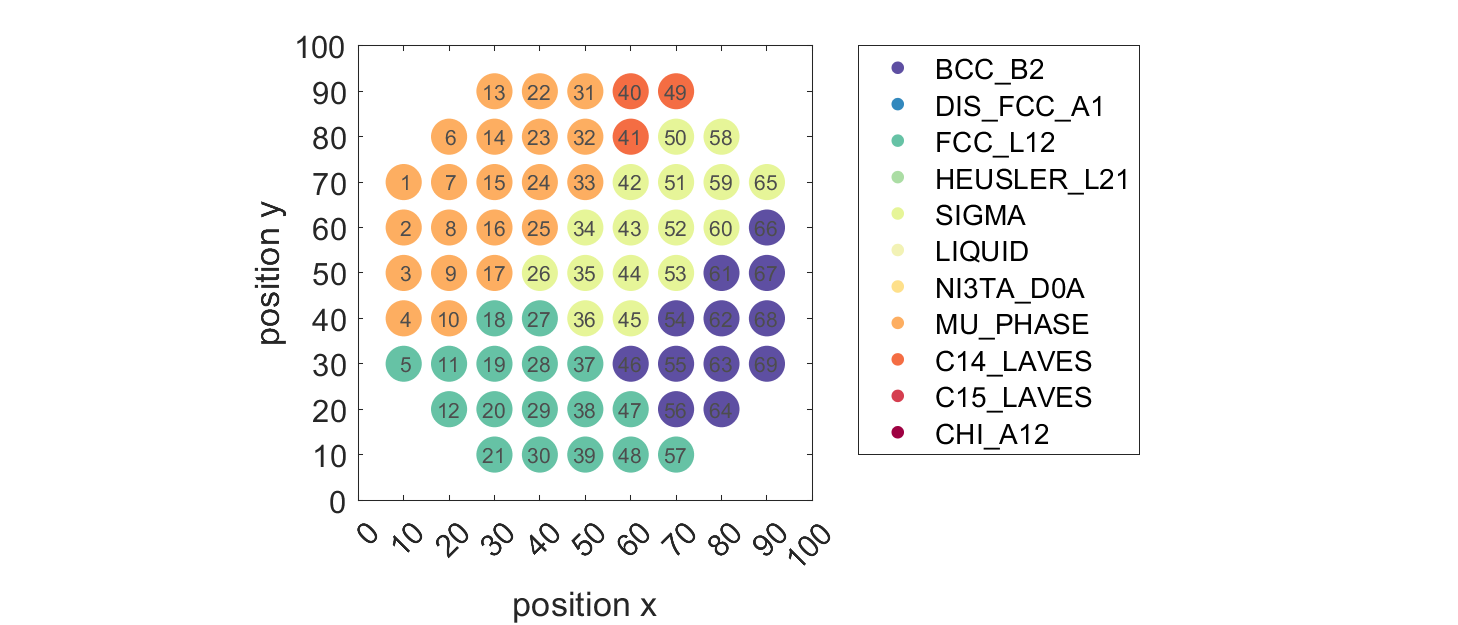 100
90 13 22 31 40 49
80 6 14 23 32 41 50 58
70 1 7 15 24 33 42 51 59 65
60 2 8 16 25 34 43 52 60 66
50 3 9 17 26 35 44 53 61 67
40 4 10 18 27 36 45 54 62 68
30 5 11 19 28 37 46 55 63 69
20 12 20 29 38 47 56 64
10 21 30 39 48 57
0
position y
0 10 20 30 40 50 60 70 80 90 100
position x
BCC_B2
DIS_FCC_A1
FCC_L12
HEUSLER_L21
SIGMA
LIQUID
NI3TA_D0A
MU_PHASE
C14_LAVES
C15_LAVES
CHI_A12